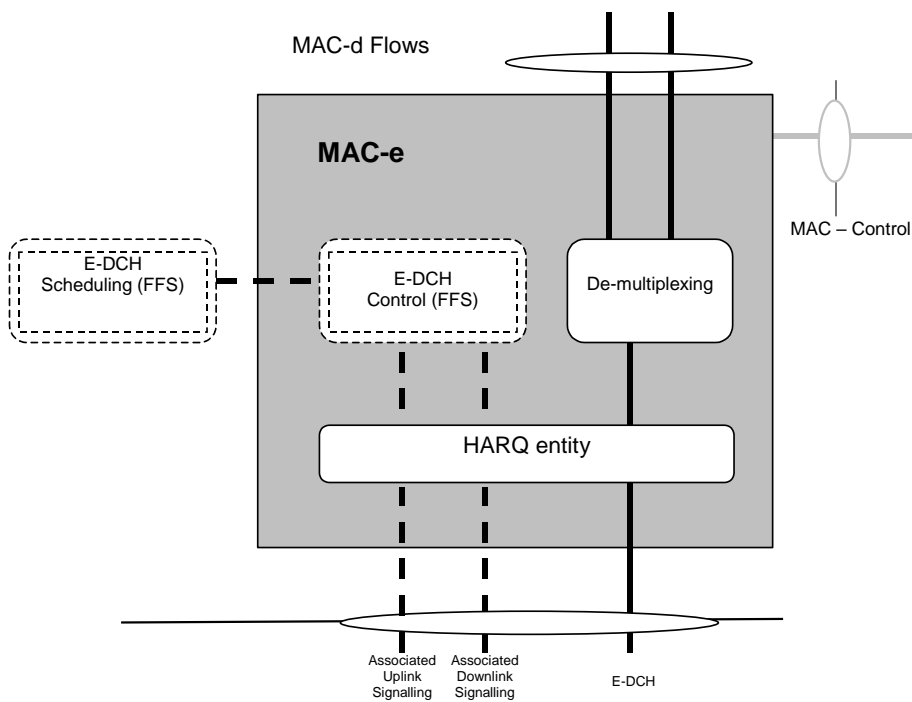 MAC-d Flows
MAC-e
MAC – Control
E-DCH
Scheduling (FFS)
E-DCH
Control (FFS)
De-multiplexing
HARQ entity
Associated
Uplink
Signalling
Associated
Downlink
Signalling
E-DCH